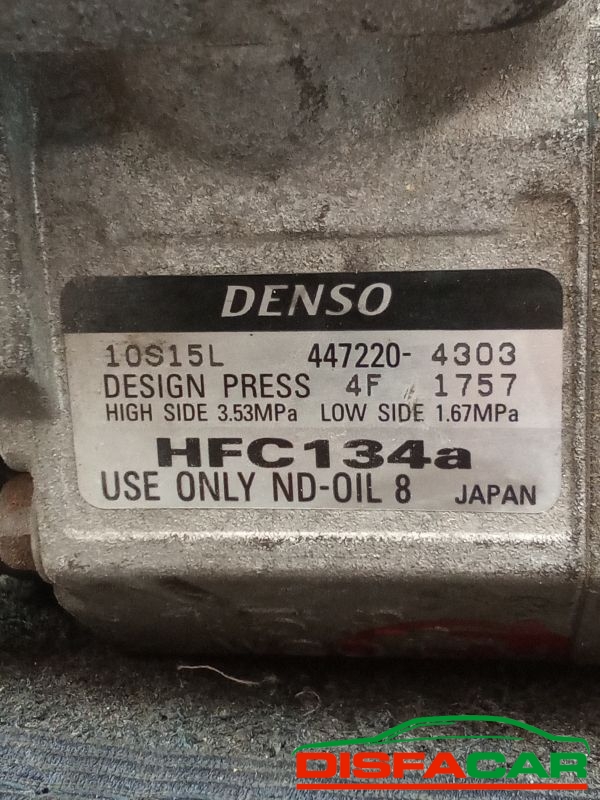 DENSO
10S15L 447220- 4303
DESIGN PRESS 4F 1757
HIGH SIDE 3.53MPa LOW SIDE 1.67MPa
HFC134a
USE ONLY ND-OIL 8 JAPAN
DISFACAR